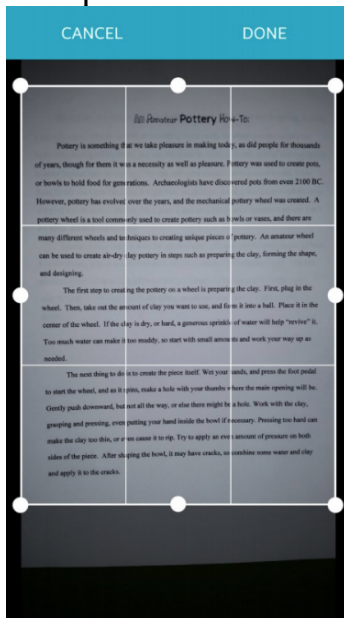 CANCEL DONE
An Amateur Pottery How-To:
Pottery is something that we take pleasure in making today, as did people for thousands
of years, though for them it was a necessity as well as pleasure. Pottery was used to create pots,
or bowls to hold food for generations. Archaeologists have discovered pots from even 2100 BC.
However, pottery has evolved over the years, and the mechanical pottery wheel was created. A
pottery wheel is a tool commonly used to create pottery such as bowls or vases, and there are
many different wheels and techniques to creating unique pieces of pottery. An amateur wheel
can be used to create air-dry clay pottery in steps such as preparing the clay, forming the shape,
and designing.
The first step to creating the pottery on a wheel is preparing the clay. First, plug in the
wheel. Then, take out the amount of clay you want to use, and form it into a ball. Place it in the
center of the wheel. If the clay is dry, or hard, a generous sprinkle of water will help "revive" it.
Too much water can make it too muddy, so start with small amounts and work your way up as
needed.
The next thing to do is to create the piece itself. Wet your hands, and press the foot pedal
to start the wheel, and as it spins, make a hole with your thumbs where the main opening will be.
Gently push downward, but not all the way, or else there might be a hole. Work with the clay,
grasping and pressing, even putting your hand inside the bowl if necessary. Pressing too hard can
make the clay too thin, or even cause it to rip. Try to apply an even amount of pressure on both
sides of the piece. After shaping the bowl, it may have cracks, so combine some water and clay
and apply it to the cracks.